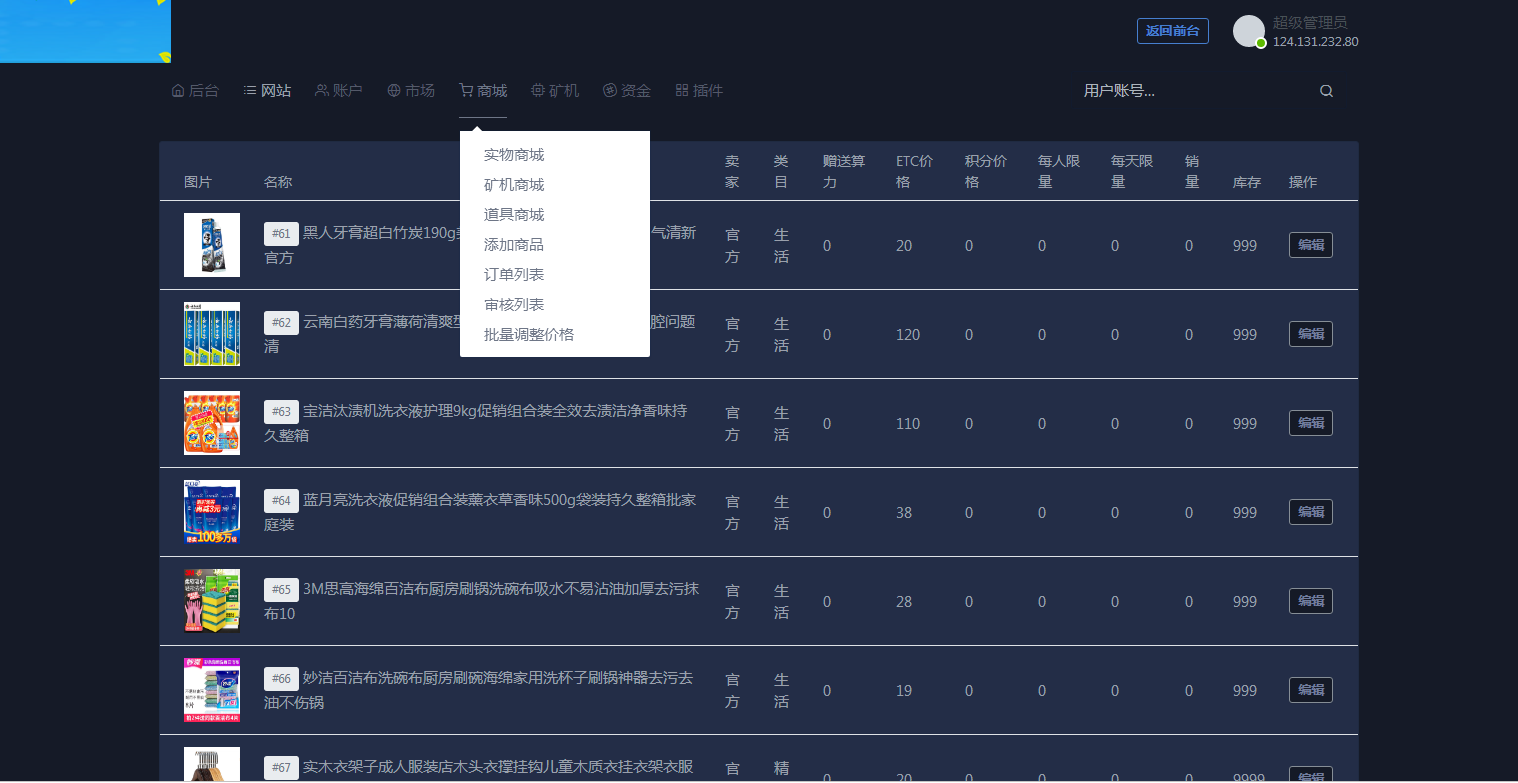 返回前台
超级管理员
124.131.232.80
后台 网站 账户 市场 商城 矿机 资金 插件
用户账号...
实物商城
矿机商城
道具商城
添加商品
订单列表
审核列表
批量调整价格
图片 名称 卖家 类目 赠送算力 ETC价格 积分价格 每人限量 每天限量 销量 库存 操作
#61 黑人牙膏超白竹炭190g 气清新
官方 官方 生活 0 20 0 0 0 0 999 编辑
#62 云南白药牙膏薄荷清爽型 腔问题
清 官方 生活 0 120 0 0 0 0 999 编辑
#63 宝洁汰渍机洗衣液护理9kg促销组合装全效去渍洁净香味持
久整箱 官方 生活 0 110 0 0 0 0 999 编辑
#64 蓝月亮洗衣液促销组合装薰衣草香味500g袋装持久整箱批家
庭装 官方 生活 0 38 0 0 0 0 999 编辑
#65 3M思高海绵百洁布厨房刷锅洗碗布吸水不易沾油加厚去污抹
布10 官方 生活 0 28 0 0 0 0 999 编辑
#66 妙洁百洁布洗碗布厨房刷碗海绵家用洗杯子刷锅神器去污去
油不伤锅 官方 生活 0 19 0 0 0 0 999 编辑
#67 实木衣架子成人服装店木头衣撑挂钩儿童木质衣挂衣架衣服
官 精 0 20 0 0 0 0 9999 编辑